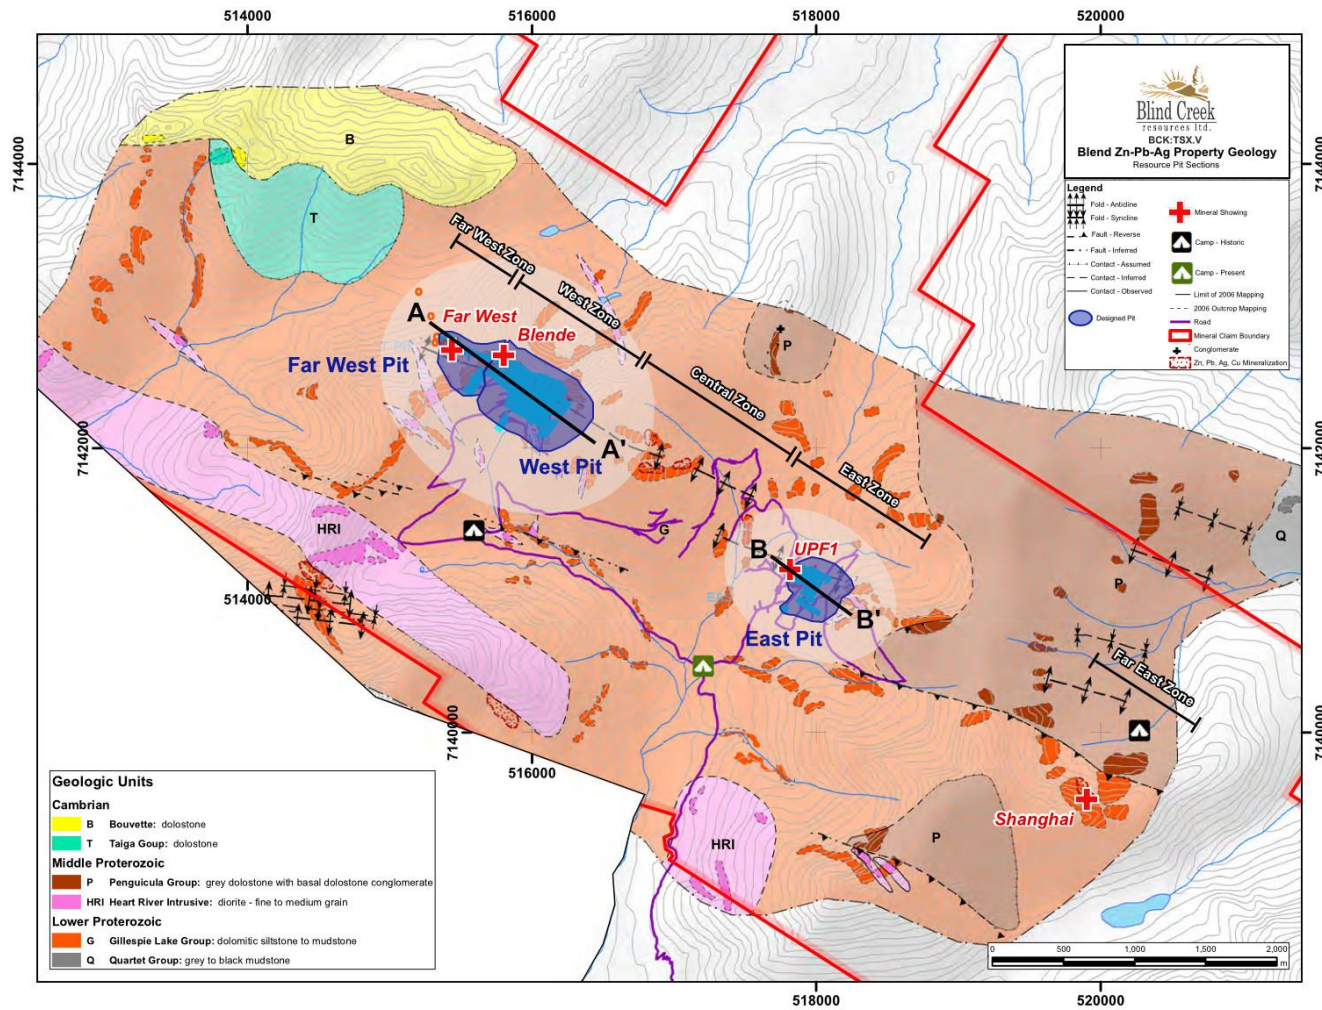 514000
516000
518000
520000
7144000
7144000
7142000
7142000
514000
7140000
516000
7140000
518000
520000
Blind Creek
resources ltd.
BCK:TSX.V
Blend Zn-Pb-Ag Property Geology
Resource Pit Sections
Legend
Fold - Antidine
Fold - Syncline
Fault - Reverse
Fault - Inferred
Contact - Assumed
Contact - Inferred
Contact - Observed
Designed Pit
Mineral Showing
Camp - Historic
Camp - Present
Limit of 2006 Mapping
2006 Outcrop Mapping
Road
Mineral Claim Boundary
Conglomerate
Zn, Pb, Ag, Cu Mineralization
B
T
Far West Zone
West Zone
Central Zone
East Zone
Far East Zone
A
Far West
Blende
Far West Pit
A'
West Pit
P
HRI
G
B
UPF1
B'
East Pit
P
Q
Shanghai
HRI
P
Geologic Units
Cambrian
B Bouvette: dolostone
T Taiga Goup: dolostone
Middle Proterozoic
P Penguicula Group: grey dolostone with basal dolostone conglomerate
HRI Heart River Intrusive: diorite - fine to medium grain
Lower Proterozoic
G Gillespie Lake Group: dolomitic siltstone to mudstone
Q Quartet Group: grey to black mudstone
0 500 1,000 1,500 2,000
m